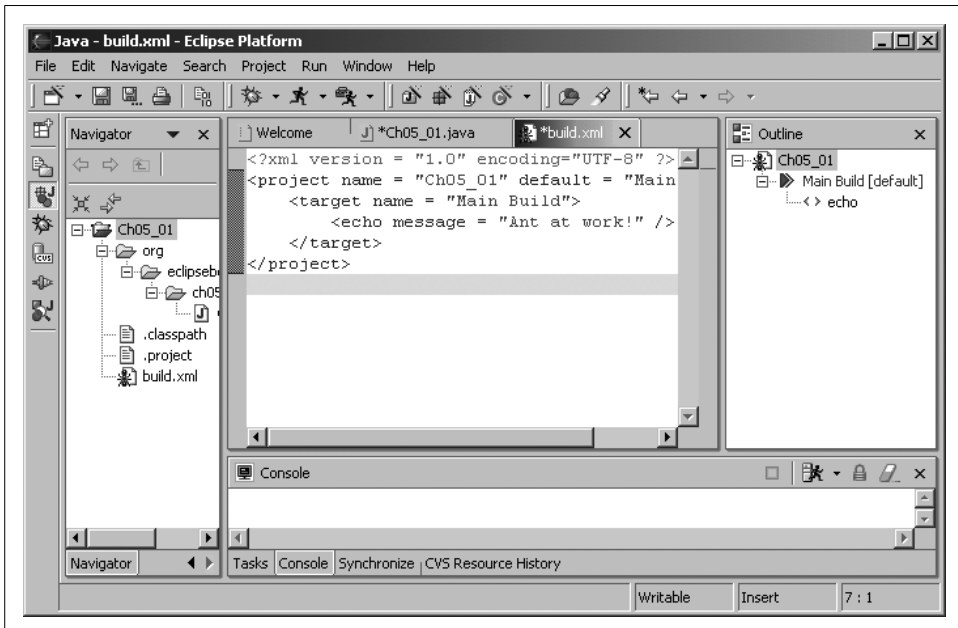 Java - build.xml - Eclipse Platform
File Edit Navigate Search Project Run Window Help
Navigator
Ch05_01
org
eclipseb
ch05
.classpath
.project
build.xml
Navigator
Welcome
*Ch05_01.java
*build.xml
<?xml version = "1.0" encoding="UTF-8" ?>
<project name = "Ch05_01" default = "Main
<target name = "Main Build">
<echo message = "Ant at work!" />
</target>
</project>
Outline
Ch05_01
Main Build [default]
echo
Console
Tasks Console Synchronize CVS Resource History
Writable Insert 7 : 1